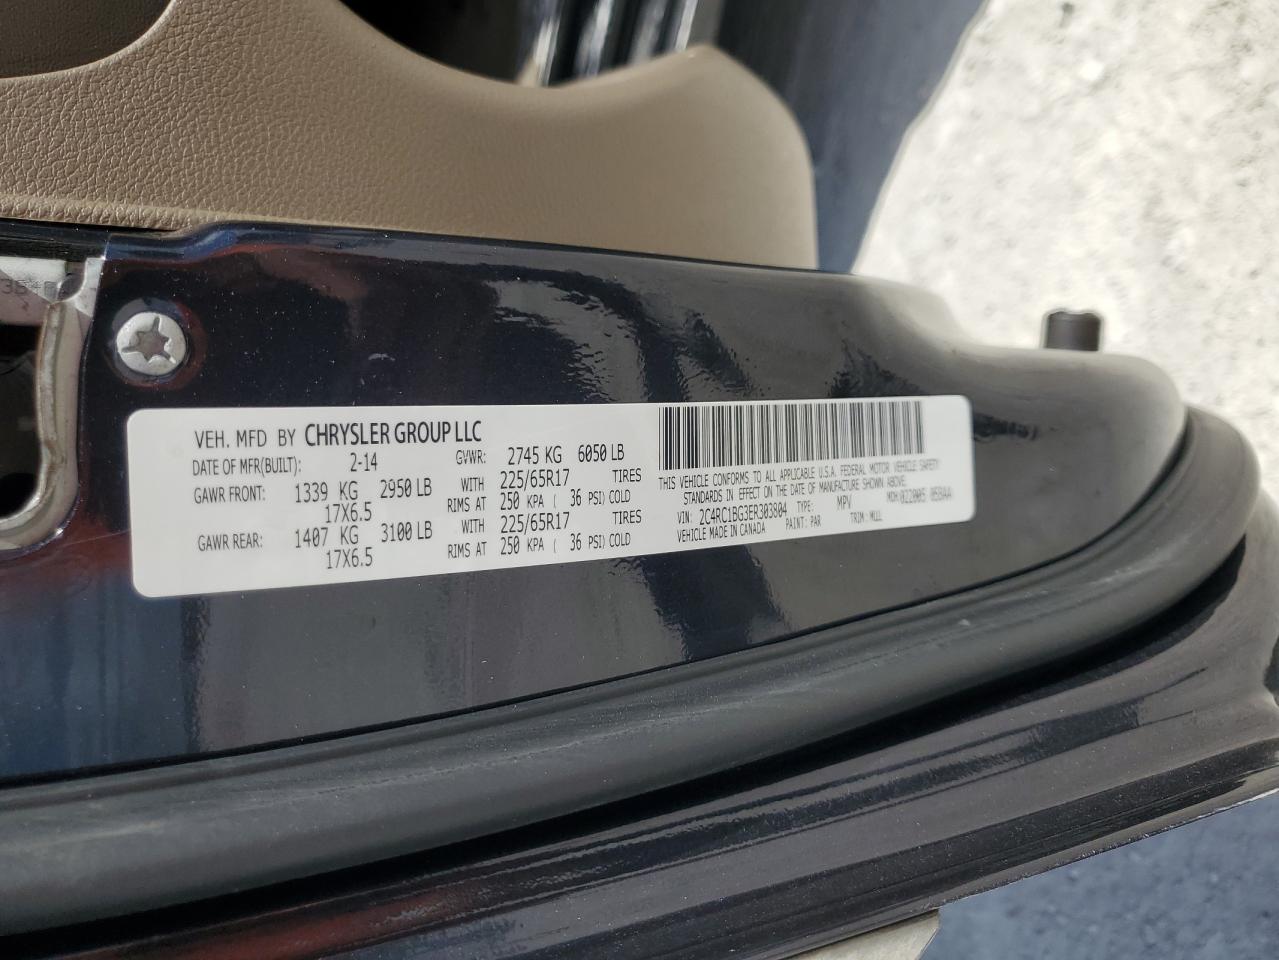 VEH. MFD BY CHRYSLER GROUP LLC
DATE OF MFR(BUILT): 2-14 GVWR: 2745 KG 6050 LB
GAWR FRONT: 1339 KG 2950 LB WITH 225/65R17 TIRES
17X6.5 RIMS AT 250 KPA ( 36 PSI) COLD
GAWR REAR: 1407 KG 3100 LB WITH 225/65R17 TIRES
17X6.5 RIMS AT 250 KPA ( 36 PSI) COLD
THIS VEHICLE CONFORMS TO ALL APPLICABLE U.S.A. FEDERAL MOTOR VEHICLE SAFETY
STANDARDS IN EFFECT ON THE DATE OF MANUFACTURE SHOWN ABOVE.
VIN: 2C4RC1BG3ER303804 TYPE: MPV MDH: 022005 058AA
VEHICLE MADE IN CANADA PAINT: PAR TRIM: MLLL